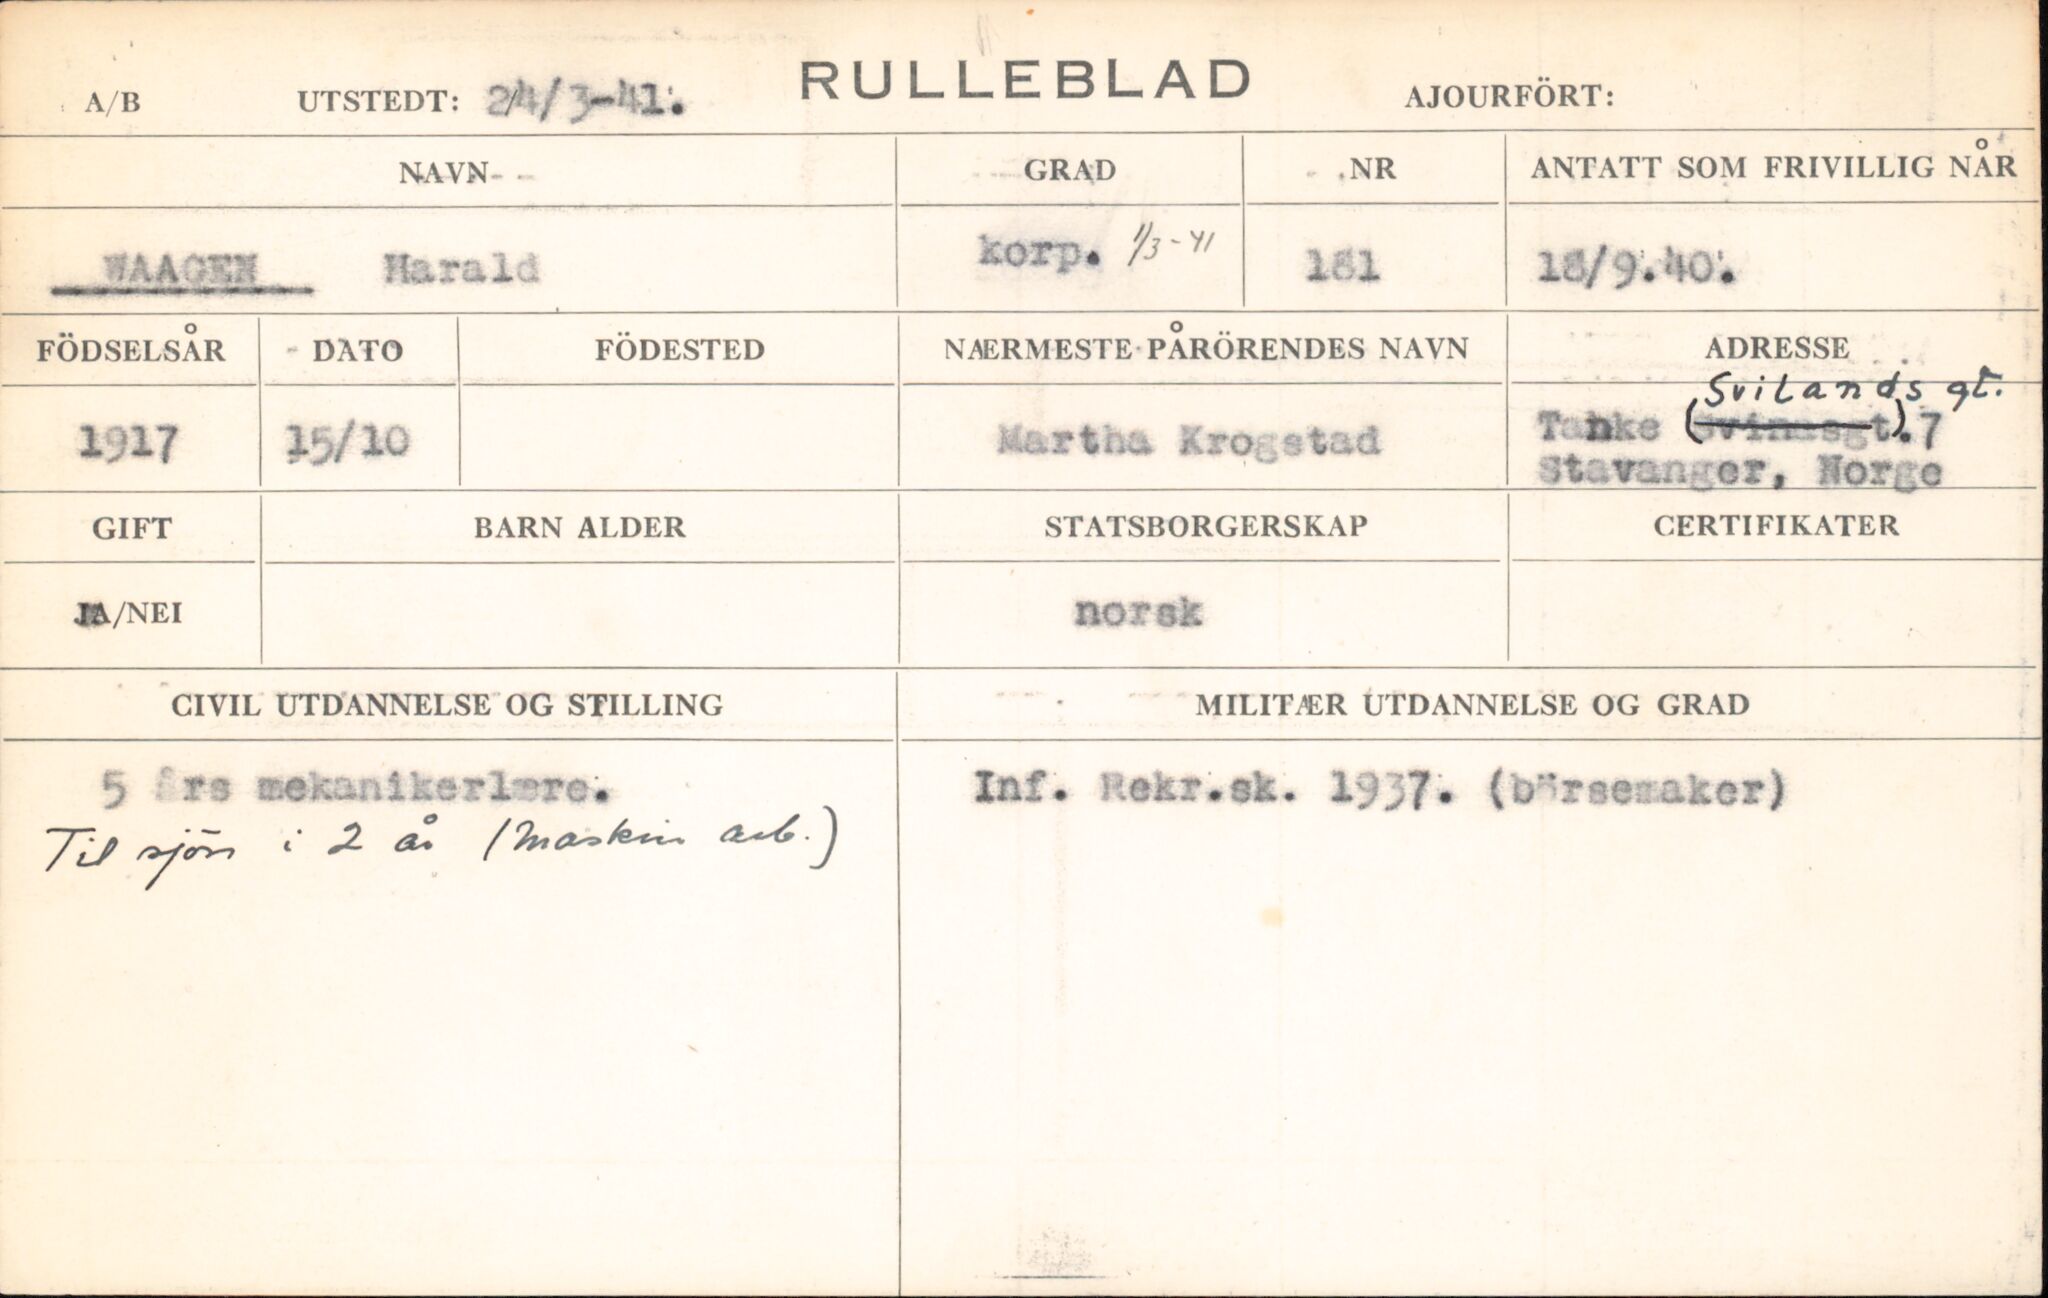 RULLEBLAD
A/B UTSTEDT: 24/3-41. AJOURFÖRT:
NAVN GRAD NR ANTATT SOM FRIVILLIG NÅR
WAAGEN Harald korp. 1/3-41 181 18/9.40.
FÖDSELSÅR DATO FÖDESTED NÆRMESTE PÅRÖRENDES NAVN ADRESSE
Svilands gt.
1917 15/10 Martha Krogstad Tanke ( ).7
Stavanger, Norge
GIFT BARN ALDER STATSBORGERSKAP CERTIFIKATER
JA/NEI norsk
CIVIL UTDANNELSE OG STILLING MILITÆR UTDANNELSE OG GRAD
5 års mekanikerlære. Inf. Rekr.sk. 1937. (börsemaker)
Til sjös i 2 år (maskin arb.)